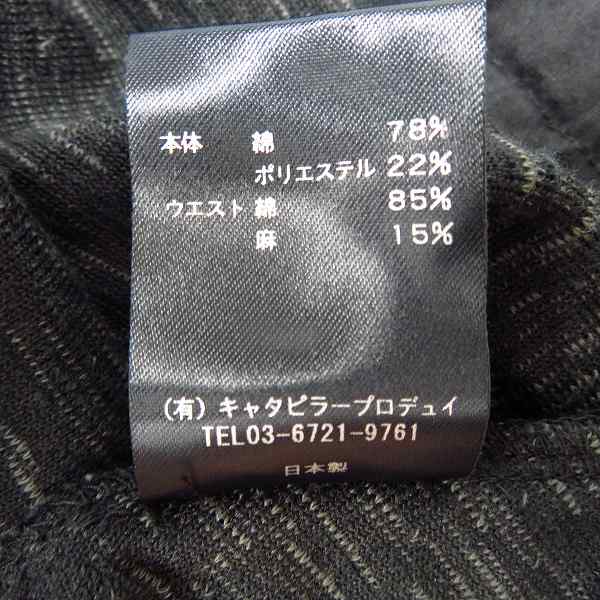 本体 綿 78%
ポリエステル 22%
ウエスト 綿 85%
麻 15%
(有)キャタピラープロデュイ
TEL03-6721-9761
日本製